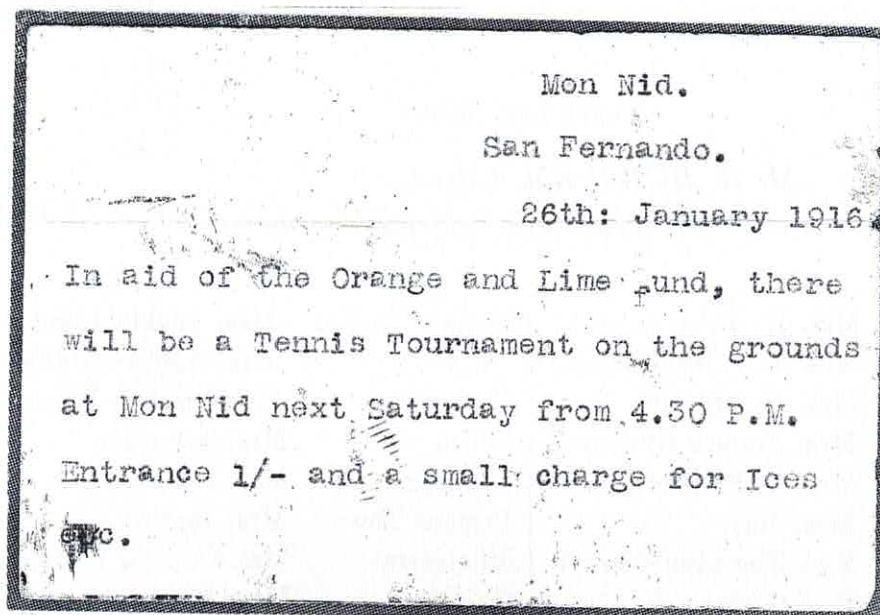 Mon Nid.
San Fernando.
26th: January 1916
In aid of the Orange and Lime Fund, there
will be a Tennis Tournament on the grounds
at Mon Nid next Saturday from 4.30 P.M.
Entrance 1/- and a small charge for Ices
etc.